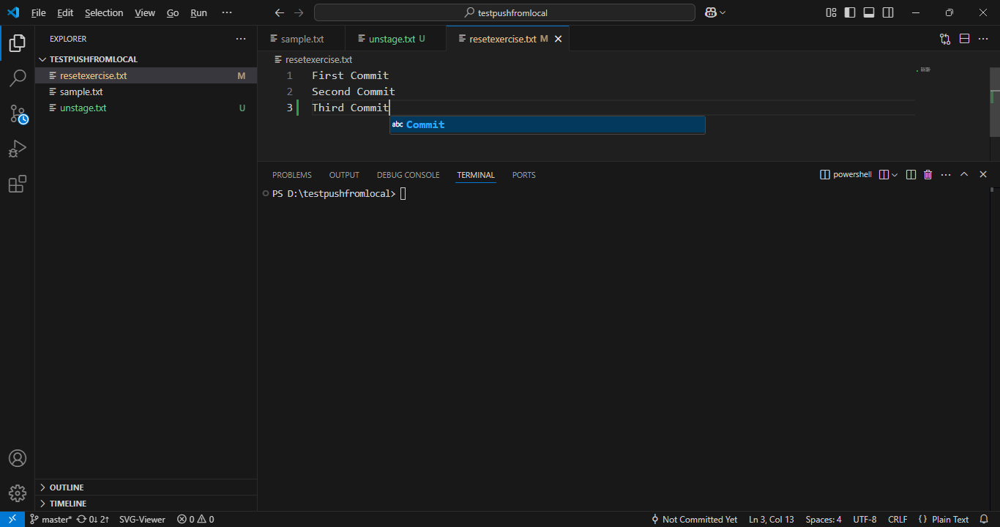 File Edit Selection View Go Run ··· testpushfromlocal
EXPLORER
TESTPUSHFROMLOCAL
resetexercise.txt M
sample.txt
unstage.txt U
OUTLINE
TIMELINE
sample.txt unstage.txt U resetexercise.txt M
resetexercise.txt
1 First Commit
2 Second Commit
3 Third Commit
abc Commit
PROBLEMS OUTPUT DEBUG CONSOLE TERMINAL PORTS powershell
PS D:\testpushfromlocal>
master* 0↓ 2↑ SVG-Viewer 0 0 Not Committed Yet Ln 3, Col 13 Spaces: 4 UTF-8 CRLF {} Plain Text